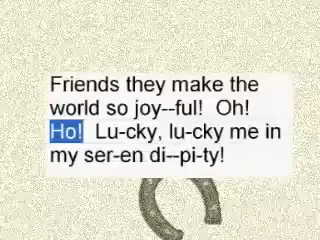 Friends they make the
world so joy--ful!  Oh!
Ho!  Lu-cky, lu-cky me in
my ser-en di--pi-ty!